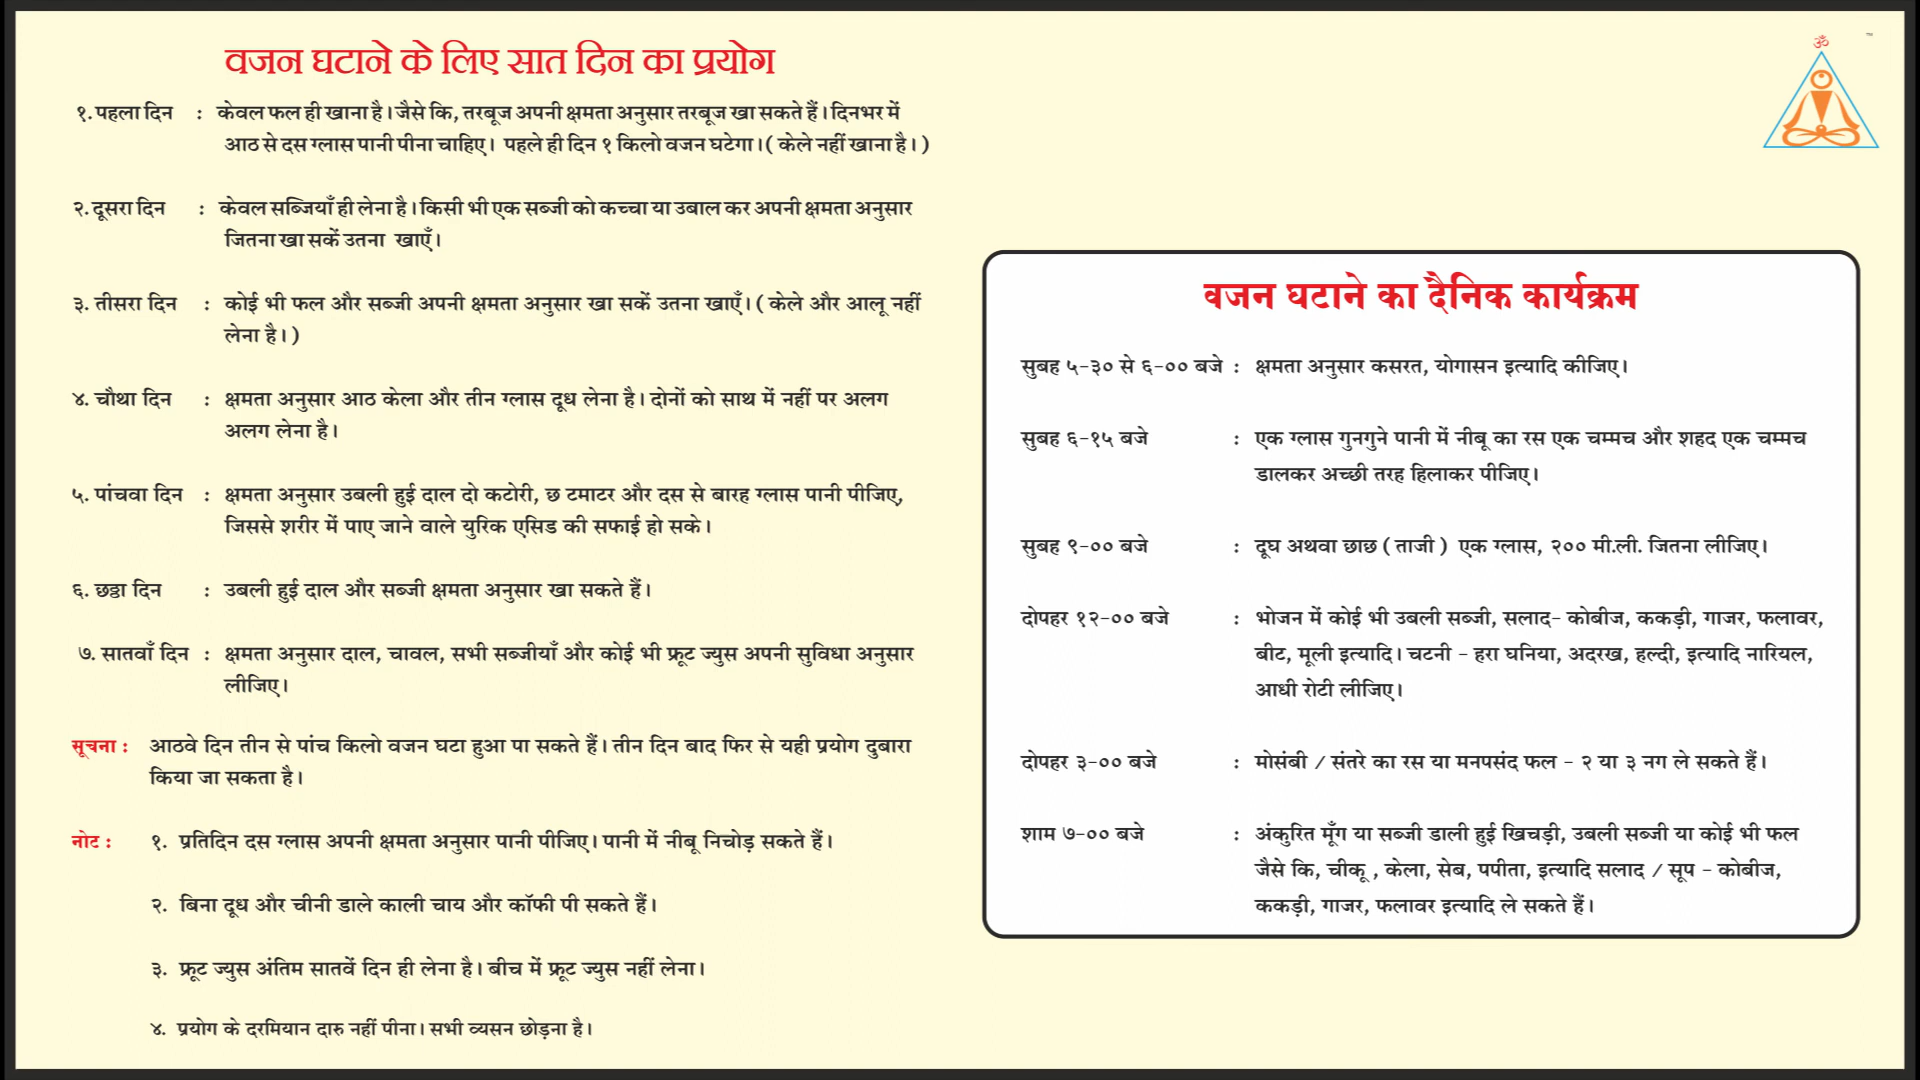 वजन घटाने के लिए सात दिन का प्रयोग
१. पहला दिन : केवल फल ही खाना है। जैसे कि, तरबूज अपनी क्षमता अनुसार तरबूज खा सकते हैं। दिनभर में
आठ से दस ग्लास पानी पीना चाहिए। पहले ही दिन १ किलो वजन घटेगा। ( केले नहीं खाना है। )
२. दूसरा दिन : केवल सब्जियाँ ही लेना है। किसी भी एक सब्जी को कच्चा या उबाल कर अपनी क्षमता अनुसार
जितना खा सकें उतना खाएँ।
३. तीसरा दिन : कोई भी फल और सब्जी अपनी क्षमता अनुसार खा सकें उतना खाएँ। ( केले और आलू नहीं
लेना है। )
४. चौथा दिन : क्षमता अनुसार आठ केला और तीन ग्लास दूध लेना है। दोनों को साथ में नहीं पर अलग
अलग लेना है।
५. पांचवा दिन : क्षमता अनुसार उबली हुई दाल दो कटोरी, छ टमाटर और दस से बारह ग्लास पानी पीजिए,
जिससे शरीर में पाए जाने वाले युरिक एसिड की सफाई हो सके।
६. छठ्ठा दिन : उबली हुई दाल और सब्जी क्षमता अनुसार खा सकते हैं।
७. सातवाँ दिन : क्षमता अनुसार दाल, चावल, सभी सब्जीयाँ और कोई भी फ्रूट ज्युस अपनी सुविधा अनुसार
लीजिए।
सूचना : आठवे दिन तीन से पांच किलो वजन घटा हुआ पा सकते हैं। तीन दिन बाद फिर से यही प्रयोग दुबारा
किया जा सकता है।
नोट : १. प्रतिदिन दस ग्लास अपनी क्षमता अनुसार पानी पीजिए। पानी में नीबू निचोड़ सकते हैं।
२. बिना दूध और चीनी डाले काली चाय और कॉफी पी सकते हैं।
३. फ्रूट ज्युस अंतिम सातवें दिन ही लेना है। बीच में फ्रूट ज्युस नहीं लेना।
४. प्रयोग के दरमियान दारु नहीं पीना। सभी व्यसन छोड़ना है।
ॐ
™
वजन घटाने का दैनिक कार्यक्रम
सुबह ५-३० से ६-०० बजे : क्षमता अनुसार कसरत, योगासन इत्यादि कीजिए।
सुबह ६-१५ बजे : एक ग्लास गुनगुने पानी में नीबू का रस एक चम्मच और शहद एक चम्मच
डालकर अच्छी तरह हिलाकर पीजिए।
सुबह ९-०० बजे : दूघ अथवा छाछ ( ताजी ) एक ग्लास, २०० मी.ली. जितना लीजिए।
दोपहर १२-०० बजे : भोजन में कोई भी उबली सब्जी, सलाद- कोबीज, ककड़ी, गाजर, फलावर,
बीट, मूली इत्यादि। चटनी - हरा घनिया, अदरख, हल्दी, इत्यादि नारियल,
आधी रोटी लीजिए।
दोपहर ३-०० बजे : मोसंबी / संतरे का रस या मनपसंद फल - २ या ३ नग ले सकते हैं।
शाम ७-०० बजे : अंकुरित मूँग या सब्जी डाली हुई खिचड़ी, उबली सब्जी या कोई भी फल
जैसे कि, चीकू , केला, सेब, पपीता, इत्यादि सलाद / सूप - कोबीज,
ककड़ी, गाजर, फलावर इत्यादि ले सकते हैं।